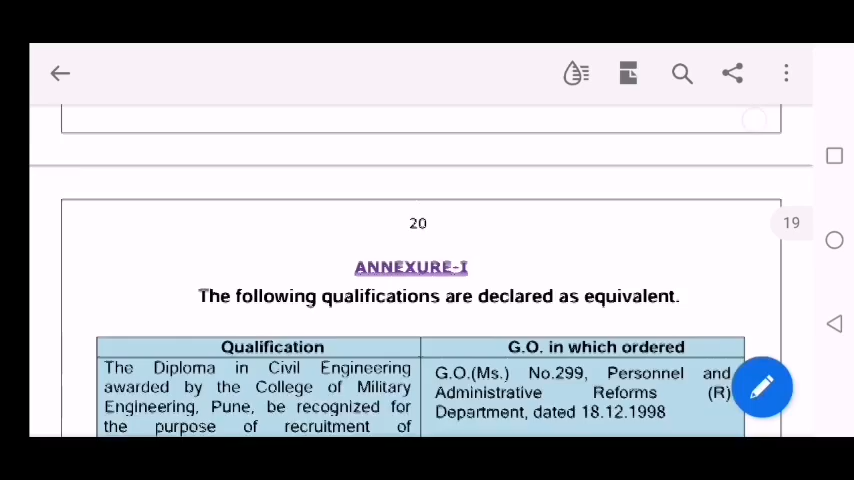 20
19
ANNEXURE-I
The following qualifications are declared as equivalent.
Qualification
G.O. in which ordered
The Diploma in Civil Engineering
awarded by the College of Military
Engineering, Pune, be recognized for
the purpose of recruitment of
G.O.(Ms.) No.299, Personnel and
Administrative Reforms (R)
Department, dated 18.12.1998